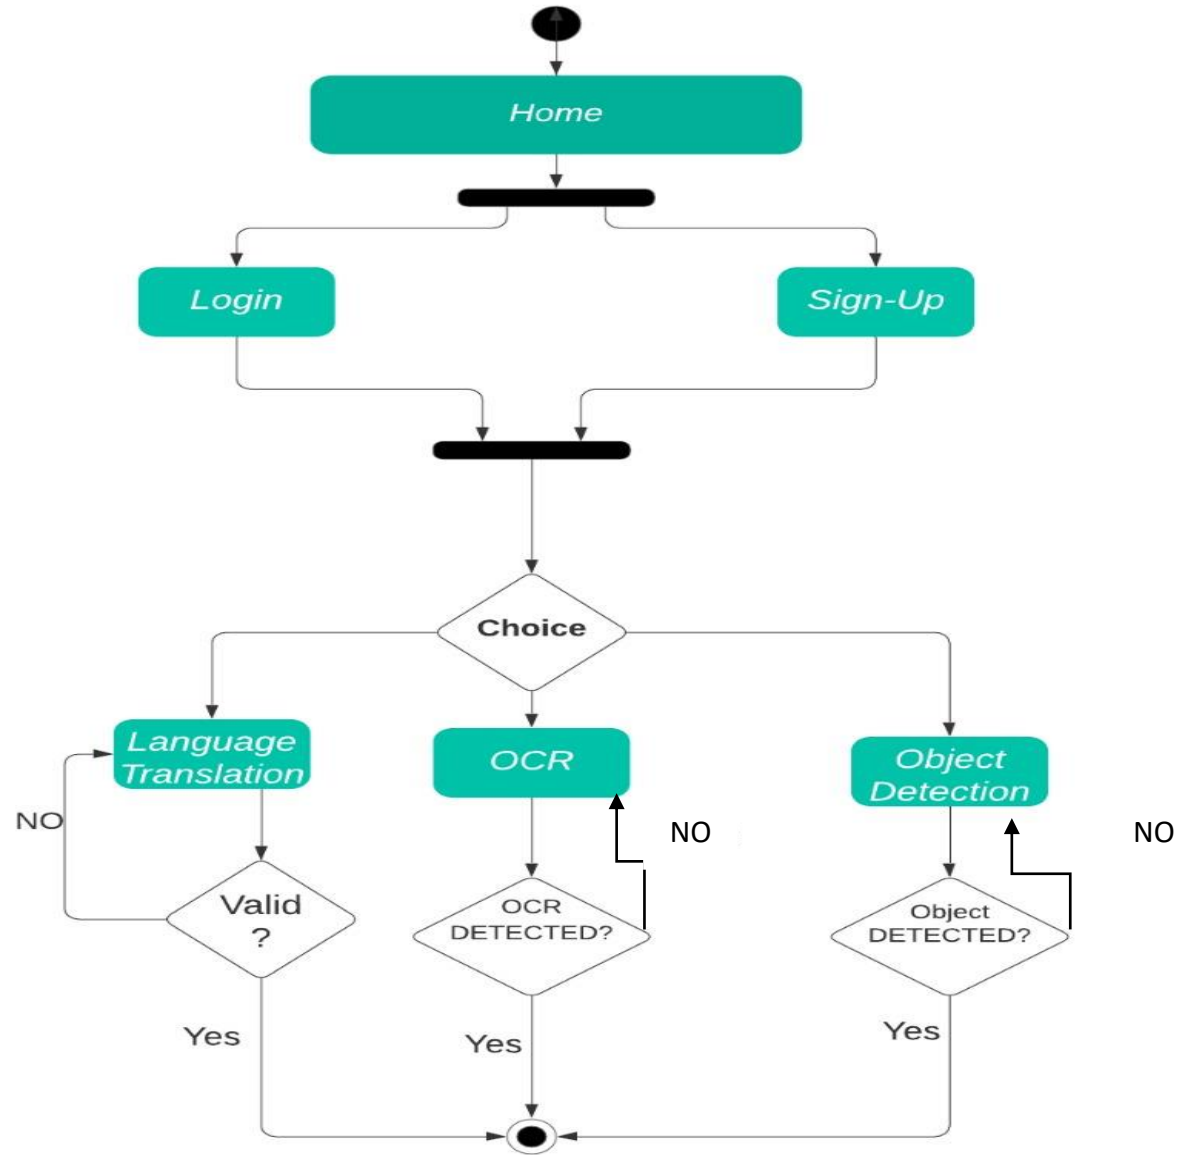 Home
Login
Sign-Up
Choice
Language
Translation
OCR
Object
Detection
NO
NO
NO
Valid
?
OCR
DETECTED?
Object
DETECTED?
Yes
Yes
Yes